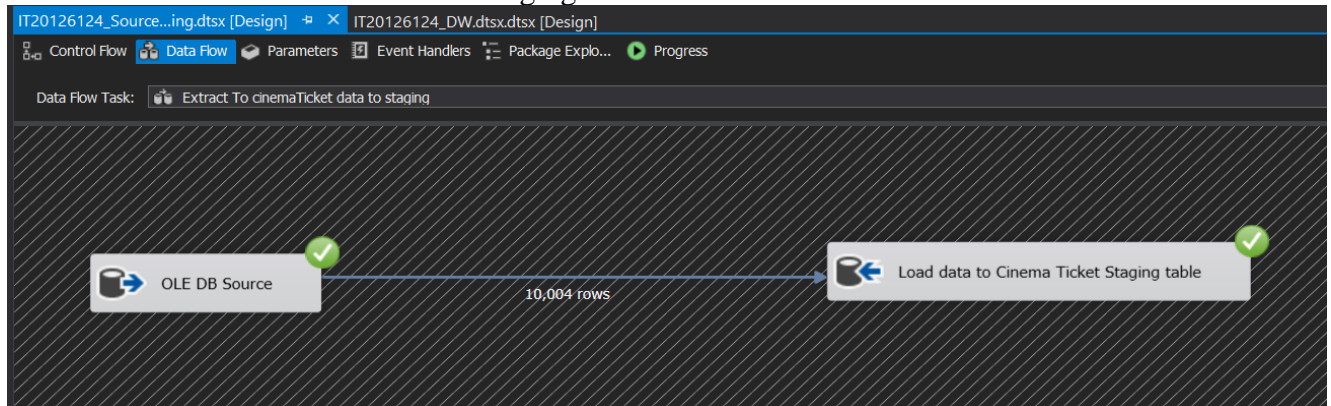 IT20126124_Source...ing.dtsx [Design] IT20126124_DW.dtsx.dtsx [Design]
Control Flow Data Flow Parameters Event Handlers Package Explo... Progress
Data Flow Task: Extract To cinemaTicket data to staging
OLE DB Source
10,004 rows
Load data to Cinema Ticket Staging table